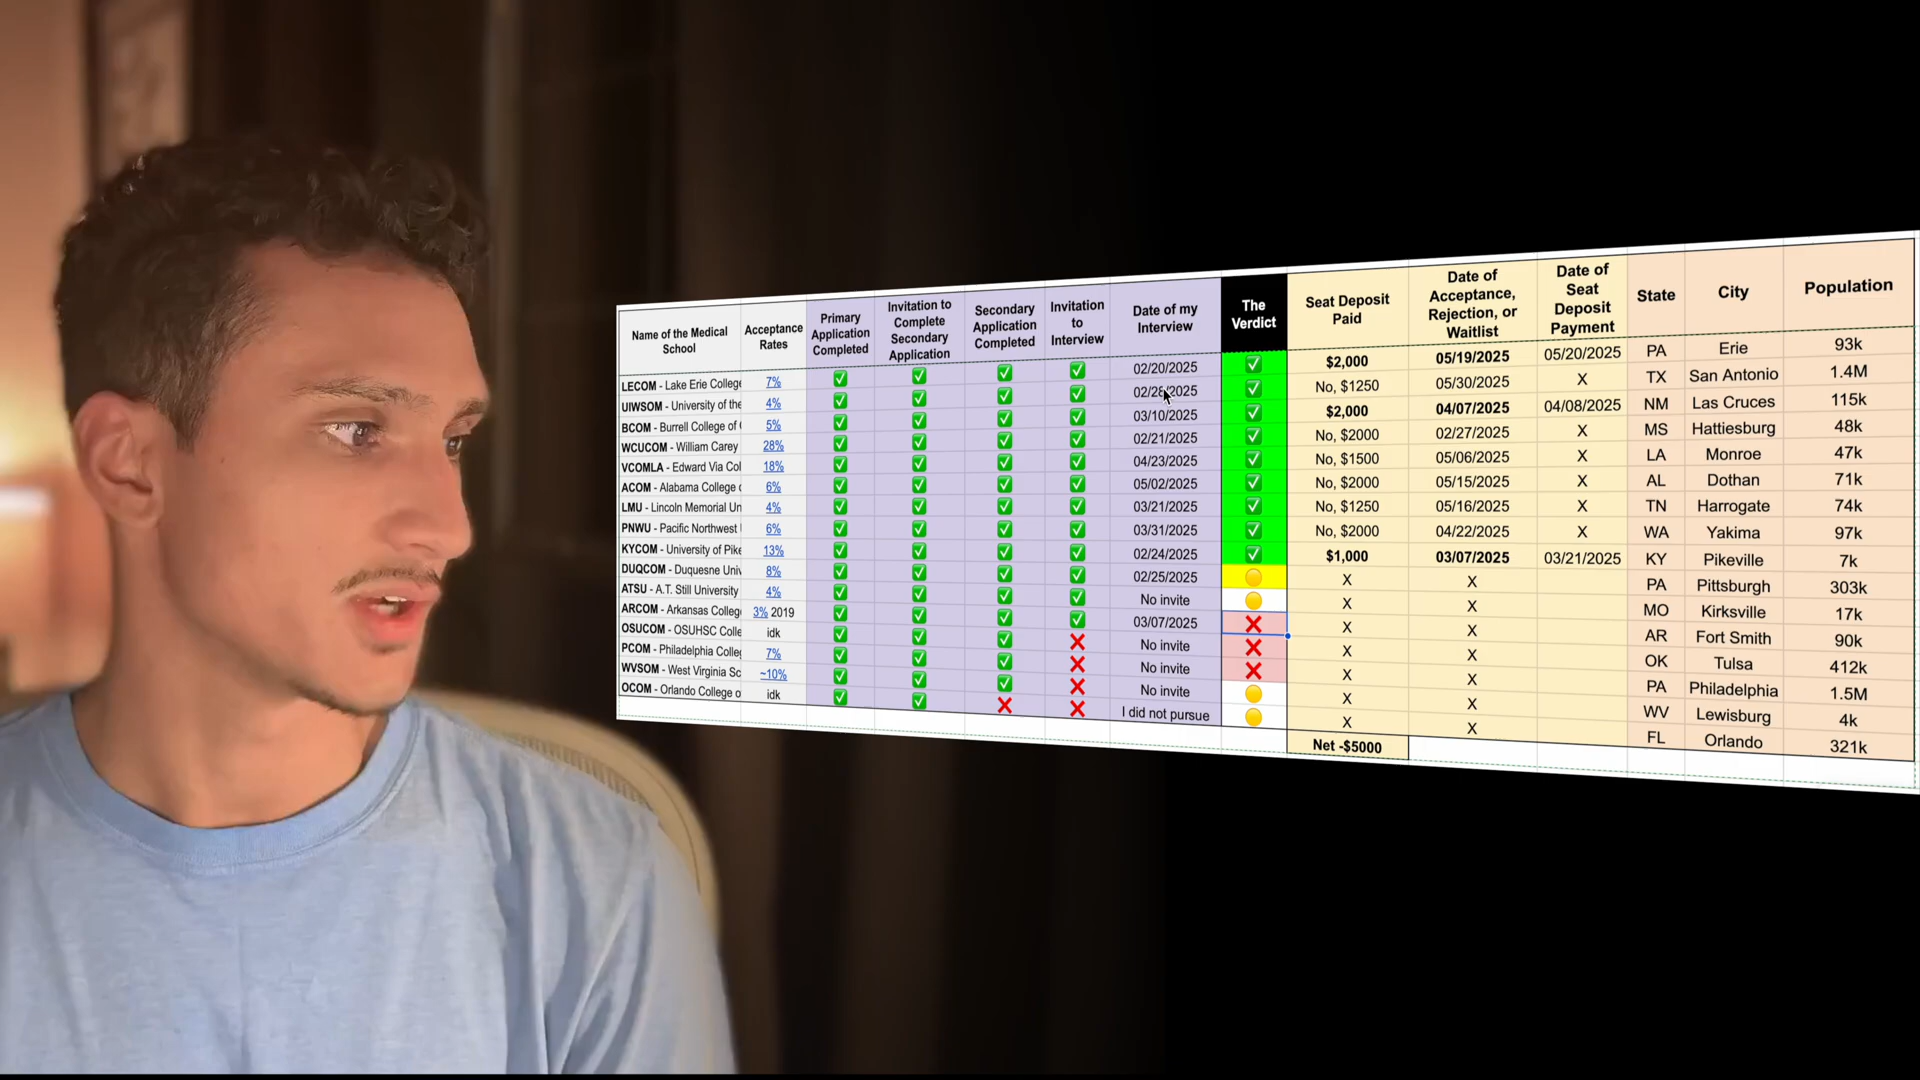 Name of the Medical School
Acceptance Rates
Primary Application Completed
Invitation to Complete Secondary Application
Secondary Application Completed
Invitation to Interview
Date of my Interview
The Verdict
Seat Deposit Paid
Date of Acceptance, Rejection, or Waitlist
Date of Seat Deposit Payment
State
City
Population
LECOM - Lake Erie College 7% 02/20/2025 $2,000 05/19/2025 05/20/2025 PA Erie 93k
UIWSOM - University of the 4% 02/28/2025 No, $1250 05/30/2025 X TX San Antonio 1.4M
BCOM - Burrell College of 5% 03/10/2025 $2,000 04/07/2025 04/08/2025 NM Las Cruces 115k
WCUCOM - William Carey 28% 02/21/2025 No, $2000 02/27/2025 X MS Hattiesburg 48k
VCOMLA - Edward Via Col 18% 04/23/2025 No, $1500 05/06/2025 X LA Monroe 47k
ACOM - Alabama College 6% 05/02/2025 No, $2000 05/15/2025 X AL Dothan 71k
LMU - Lincoln Memorial Un 4% 03/21/2025 No, $1250 05/16/2025 X TN Harrogate 74k
PNWU - Pacific Northwest 6% 03/31/2025 No, $2000 04/22/2025 X WA Yakima 97k
KYCOM - University of Pike 13% 02/24/2025 $1,000 03/07/2025 03/21/2025 KY Pikeville 7k
DUQCOM - Duquesne Univ 8% 02/25/2025 X X PA Pittsburgh 303k
ATSU - A.T. Still University 4% No invite X X MO Kirksville 17k
ARCOM - Arkansas Colleg 3% 2019 03/07/2025 X X AR Fort Smith 90k
OSUCOM - OSUHSC Colle idk No invite X X OK Tulsa 412k
PCOM - Philadelphia Colleg 7% No invite X X PA Philadelphia 1.5M
WVSOM - West Virginia Sc ~10% No invite X X WV Lewisburg 4k
OCOM - Orlando College o idk I did not pursue X X FL Orlando 321k
Net -$5000